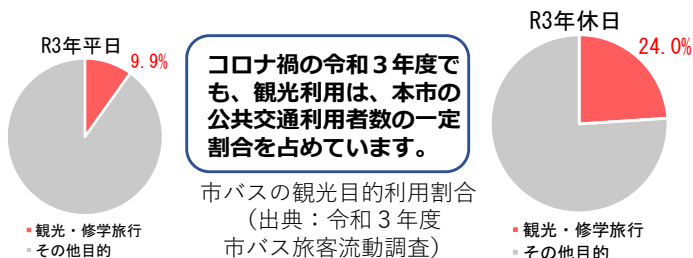 R3年平日
9.9%
観光・修学旅行
その他目的
コロナ禍の令和３年度で
も、観光利用は、本市の
公共交通利用者数の一定
割合を占めています。
市バスの観光目的利用割合
（出典：令和３年度
市バス旅客流動調査）
R3年休日
24.0%
観光・修学旅行
その他目的